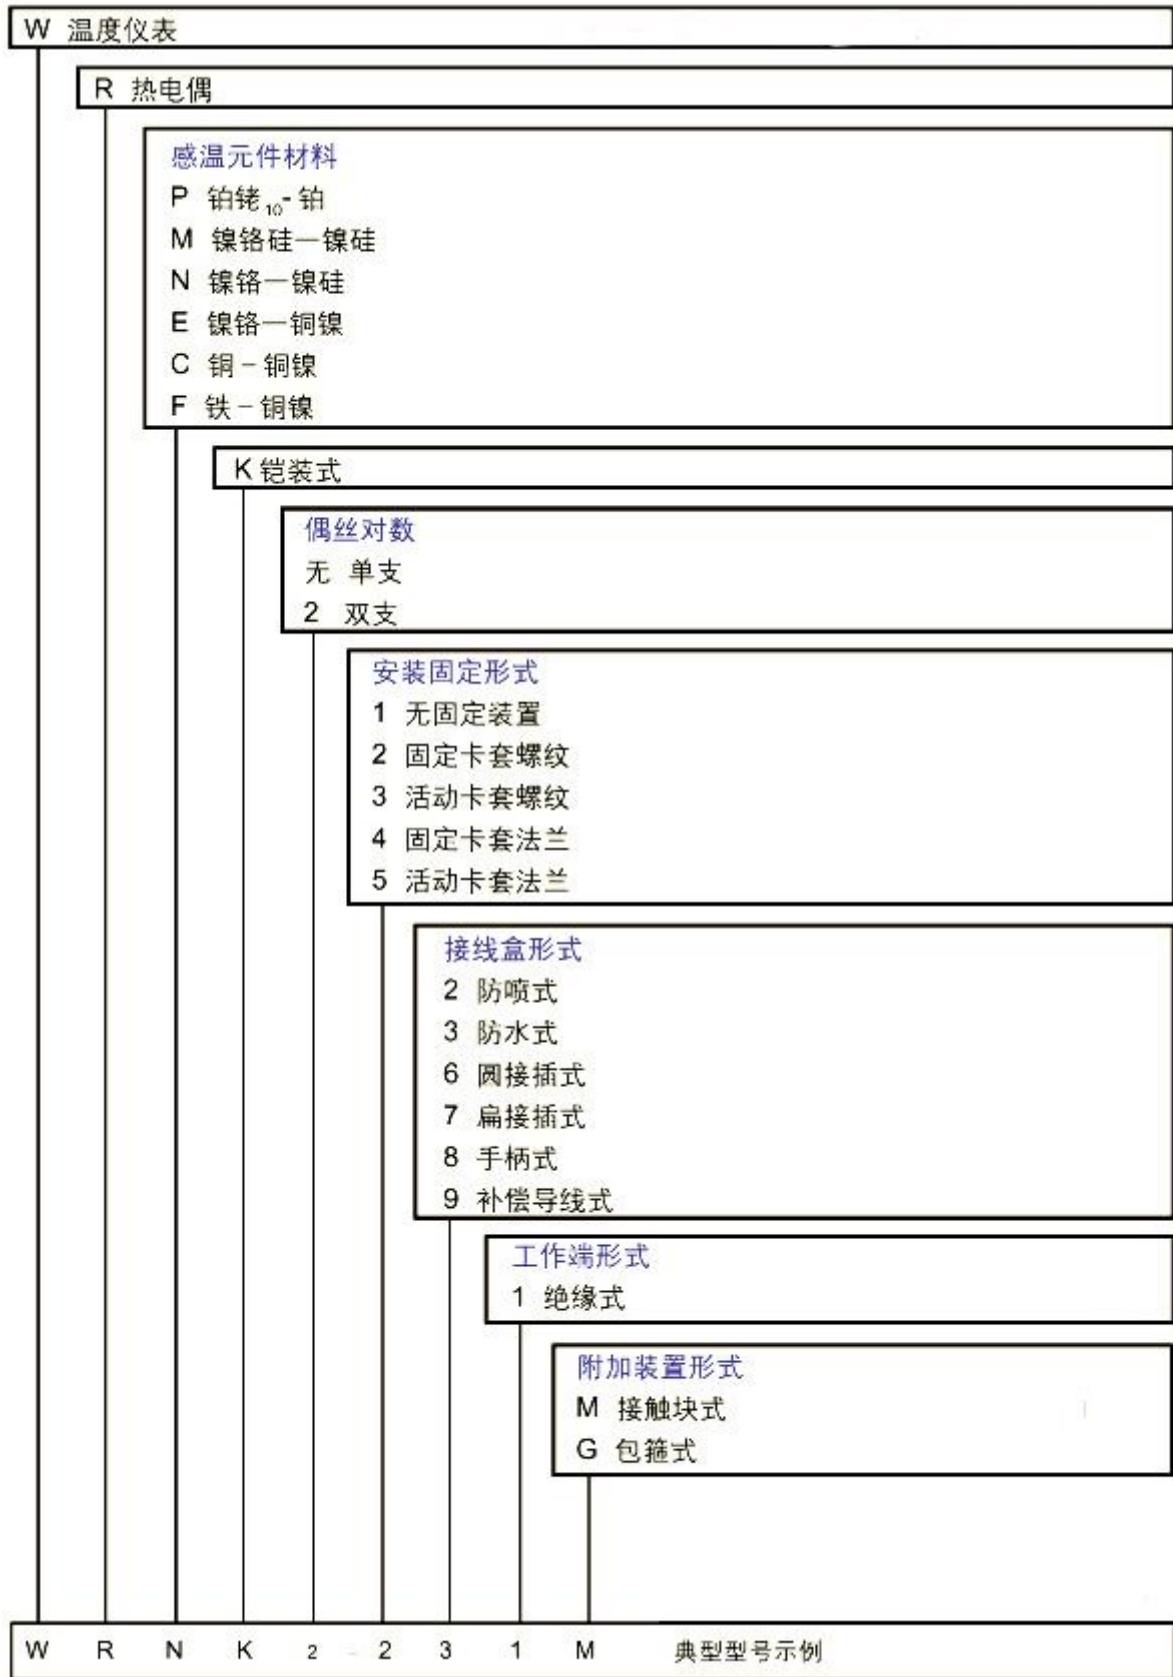 W 温度仪表
R 热电偶
感温元件材料
P 铂铑10-铂
M 镍铬硅—镍硅
N 镍铬—镍硅
E 镍铬—铜镍
C 铜－铜镍
F 铁－铜镍
K 铠装式
偶丝对数
无 单支
2 双支
安装固定形式
1 无固定装置
2 固定卡套螺纹
3 活动卡套螺纹
4 固定卡套法兰
5 活动卡套法兰
接线盒形式
2 防喷式
3 防水式
6 圆接插式
7 扁接插式
8 手柄式
9 补偿导线式
工作端形式
1 绝缘式
附加装置形式
M 接触块式
G 包箍式
W R N K 2 - 2 3 1 M 典型型号示例